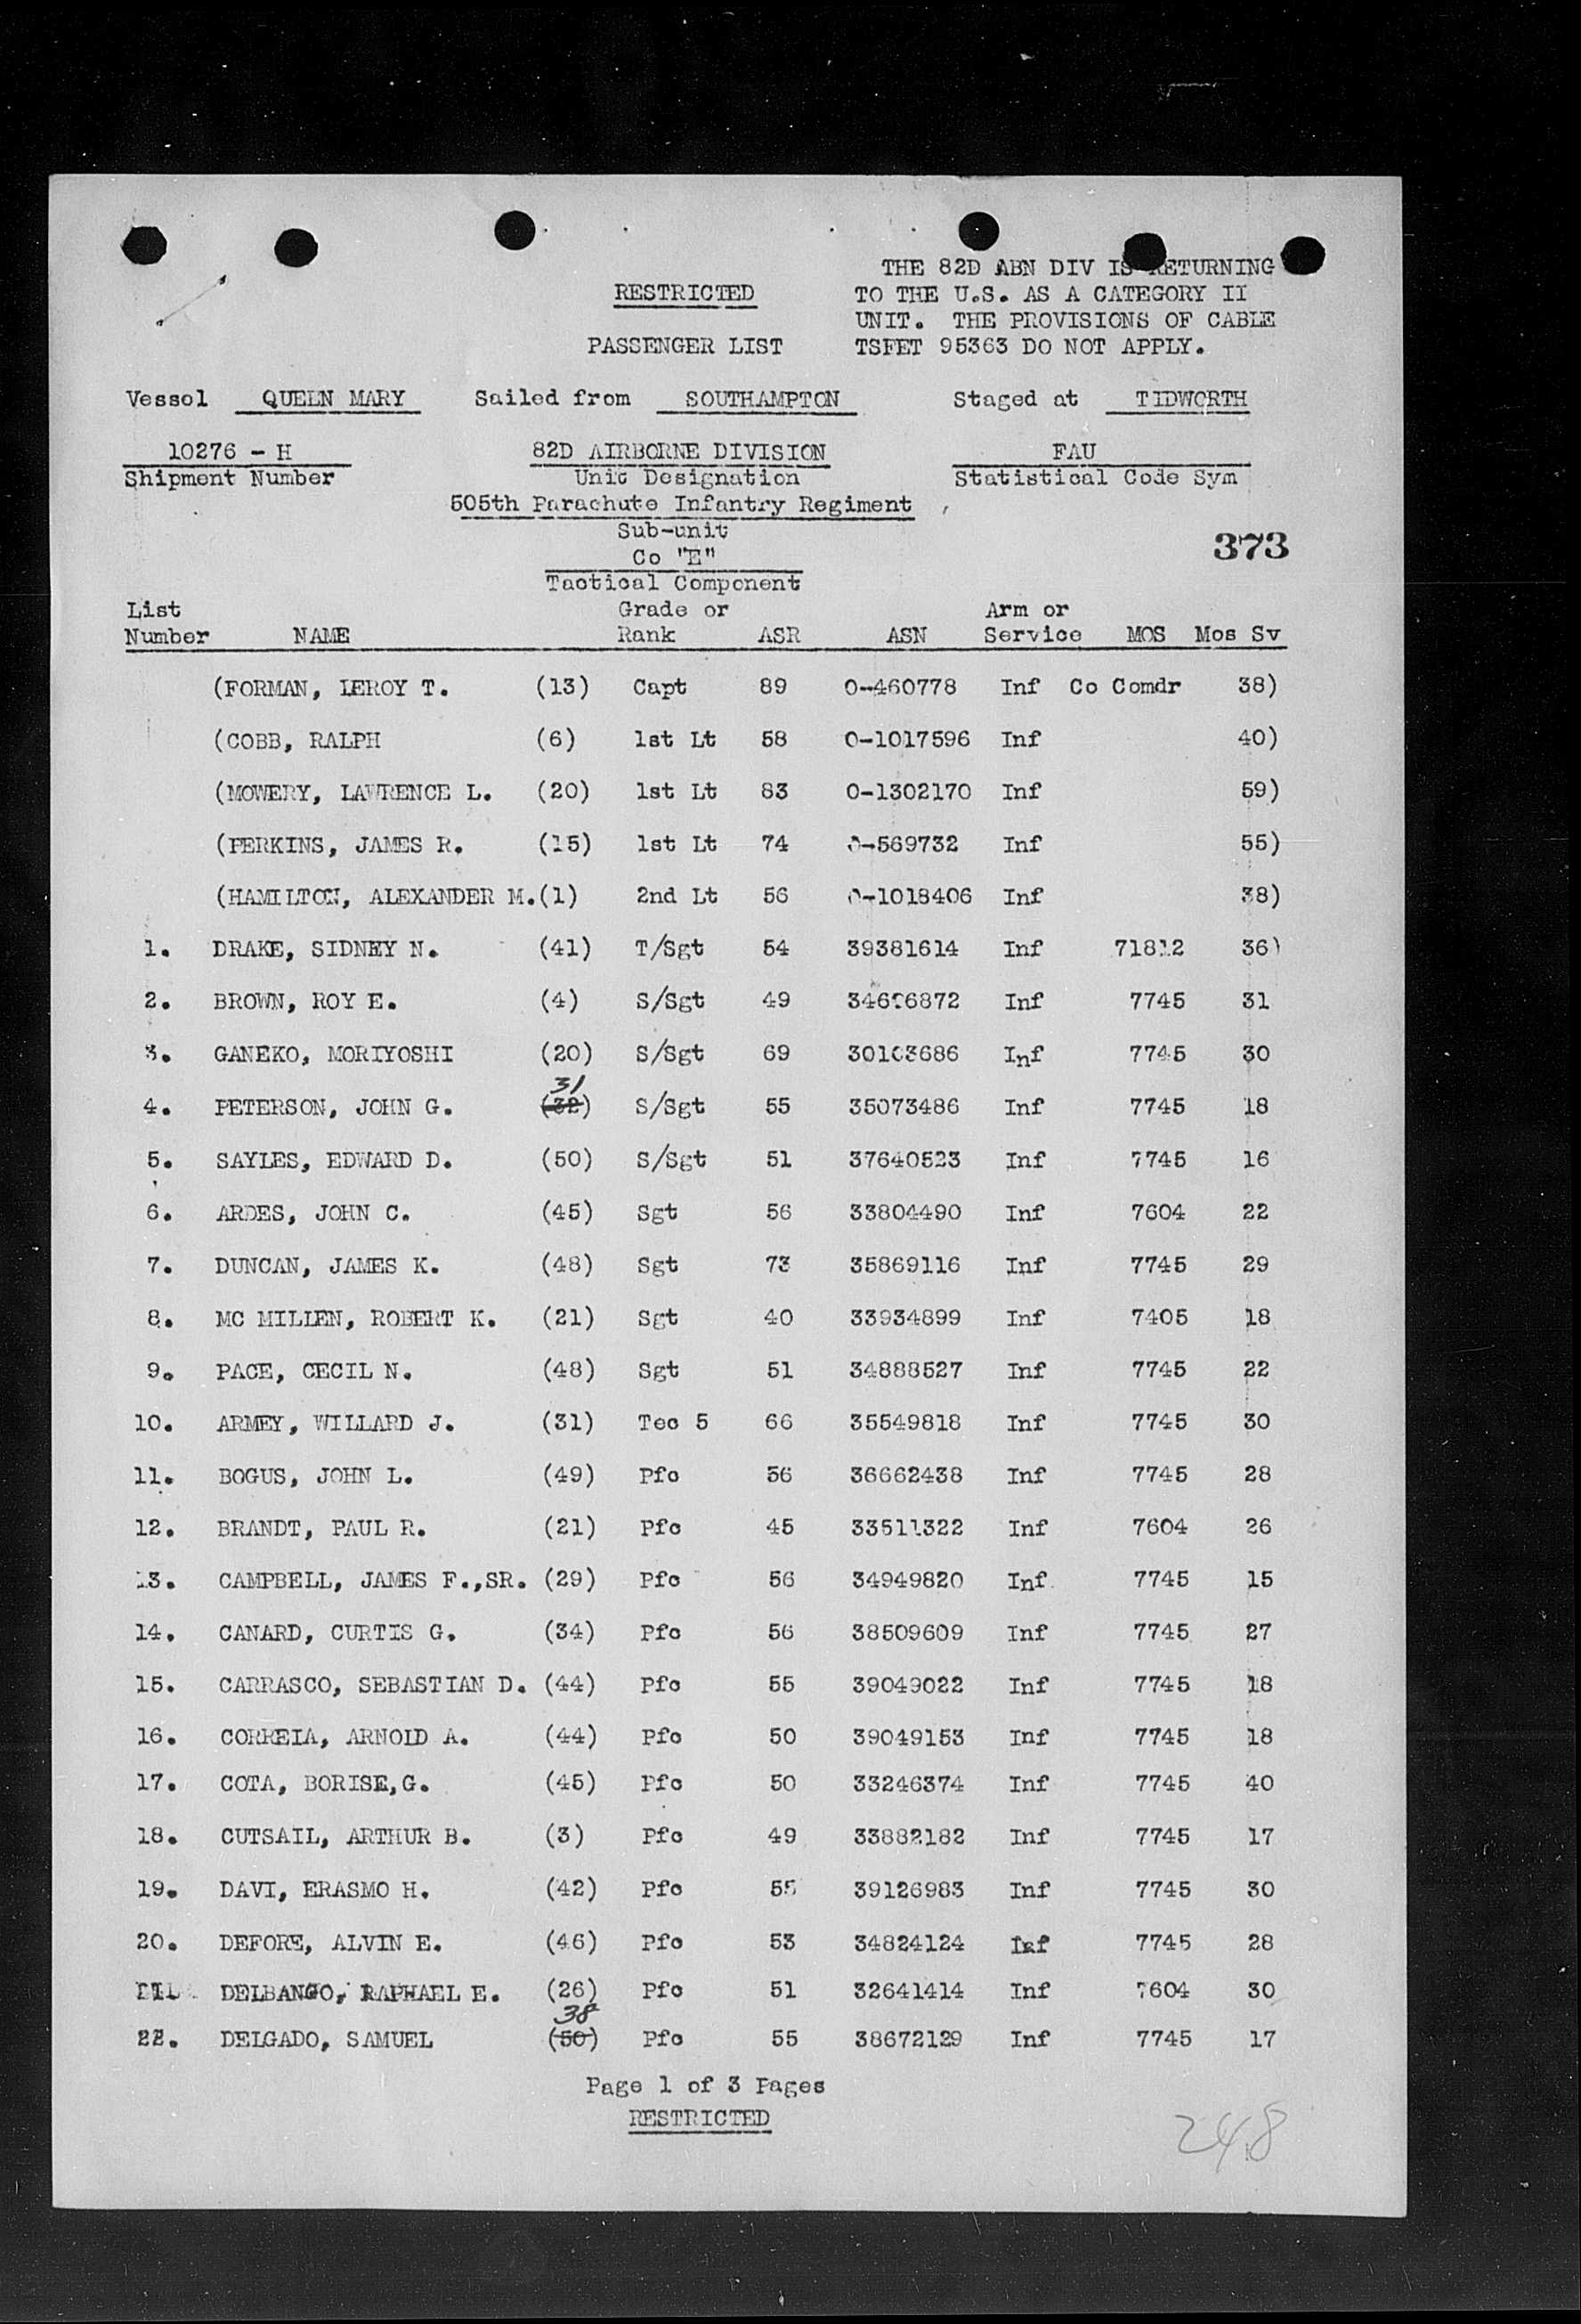 THE 82D ABN DIV IS RETURNING
RESTRICTED TO THE U.S. AS A CATEGORY II
UNIT. THE PROVISIONS OF CABLE
PASSENGER LIST TSFET 95363 DO NOT APPLY.
Vessel QUEEN MARY Sailed from SOUTHAMPTON Staged at TIDWORTH
10276 - H 82D AIRBORNE DIVISION FAU
Shipment Number Unit Designation Statistical Code Sym
505th Parachute Infantry Regiment
Sub-unit
Co "E" 373
Tactical Component
List Grade or Arm or
Number NAME Rank ASR ASN Service MOS Mos Sv
(FORMAN, LEROY T. (13) Capt 89 O-460778 Inf Co Comdr 38)
(COBB, RALPH (6) 1st Lt 58 O-1017596 Inf 40)
(MOWERY, LAWRENCE L. (20) 1st Lt 83 O-1302170 Inf 59)
(PERKINS, JAMES R. (15) 1st Lt 74 O-569732 Inf 55)
(HAMILTON, ALEXANDER M.(1) 2nd Lt 56 O-1018406 Inf 38)
1. DRAKE, SIDNEY N. (41) T/Sgt 54 39381614 Inf 71812 36)
2. BROWN, ROY E. (4) S/Sgt 49 Inf 7745 31
3. GANEKO, MORIYOSHI (20) S/Sgt 69 30103686 Inf 7745 30
31
4. PETERSON, JOHN G. (32) S/Sgt 55 35073486 Inf 7745 18
5. SAYLES, EDWARD D. (50) S/Sgt 51 37640523 Inf 7745 16
6. ARDES, JOHN C. (45) Sgt 56 33804490 Inf 7604 22
7. DUNCAN, JAMES K. (48) Sgt 73 35869116 Inf 7745 29
8. MC MILLEN, ROBERT K. (21) Sgt 40 33934899 Inf 7405 18
9. PACE, CECIL N. (48) Sgt 51 34888527 Inf 7745 22
10. ARMEY, WILLARD J. (31) Tec 5 66 35549818 Inf 7745 30
11. BOGUS, JOHN L. (49) Pfc 56 36662438 Inf 7745 28
12. BRANDT, PAUL R. (21) Pfc 45 33511322 Inf 7604 26
13. CAMPBELL, JAMES F.,SR. (29) Pfc 56 34949820 Inf 7745 15
14. CANARD, CURTIS G. (34) Pfc 56 38509609 Inf 7745 27
15. CARRASCO, SEBASTIAN D. (44) Pfc 55 39049022 Inf 7745 18
16. CORREIA, ARNOLD A. (44) Pfc 50 39049153 Inf 7745 18
17. COTA, BORISE,G. (45) Pfc 50 33246374 Inf 7745 40
18. CUTSAIL, ARTHUR B. (3) Pfc 49 33882182 Inf 7745 17
19. DAVI, ERASMO H. (42) Pfc 55 39126983 Inf 7745 30
20. DEFORE, ALVIN E. (46) Pfc 53 34824124 Inf 7745 28
DELBANGO, RAPHAEL E. (26) Pfc 51 32641414 Inf 7604 30
38
22. DELGADO, SAMUEL (50) Pfc 55 38672129 Inf 7745 17
Page 1 of 3 Pages
RESTRICTED
248